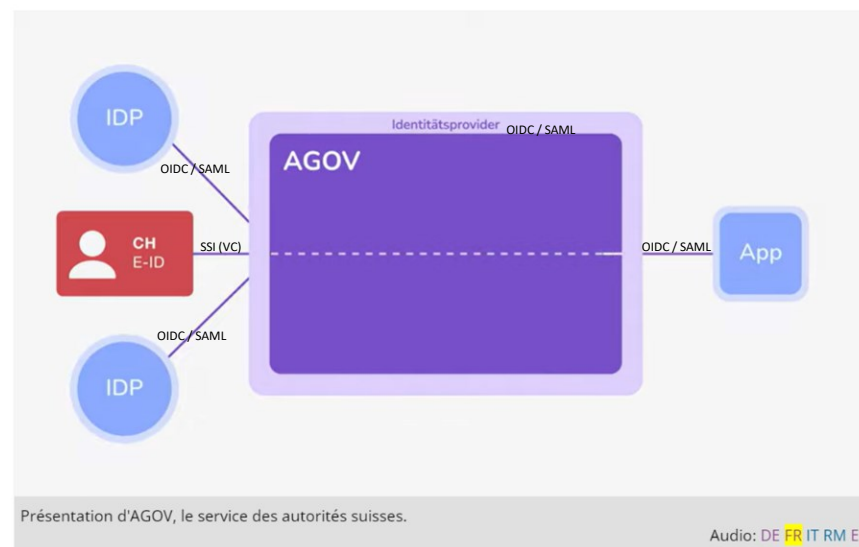 IDP
Identitätsprovider
OIDC / SAML
AGOV
OIDC / SAML
CH
E-ID
SSI (VC)
OIDC / SAML
App
OIDC / SAML
IDP
Présentation d'AGOV, le service des autorités suisses.
Audio: DE FR IT RM E